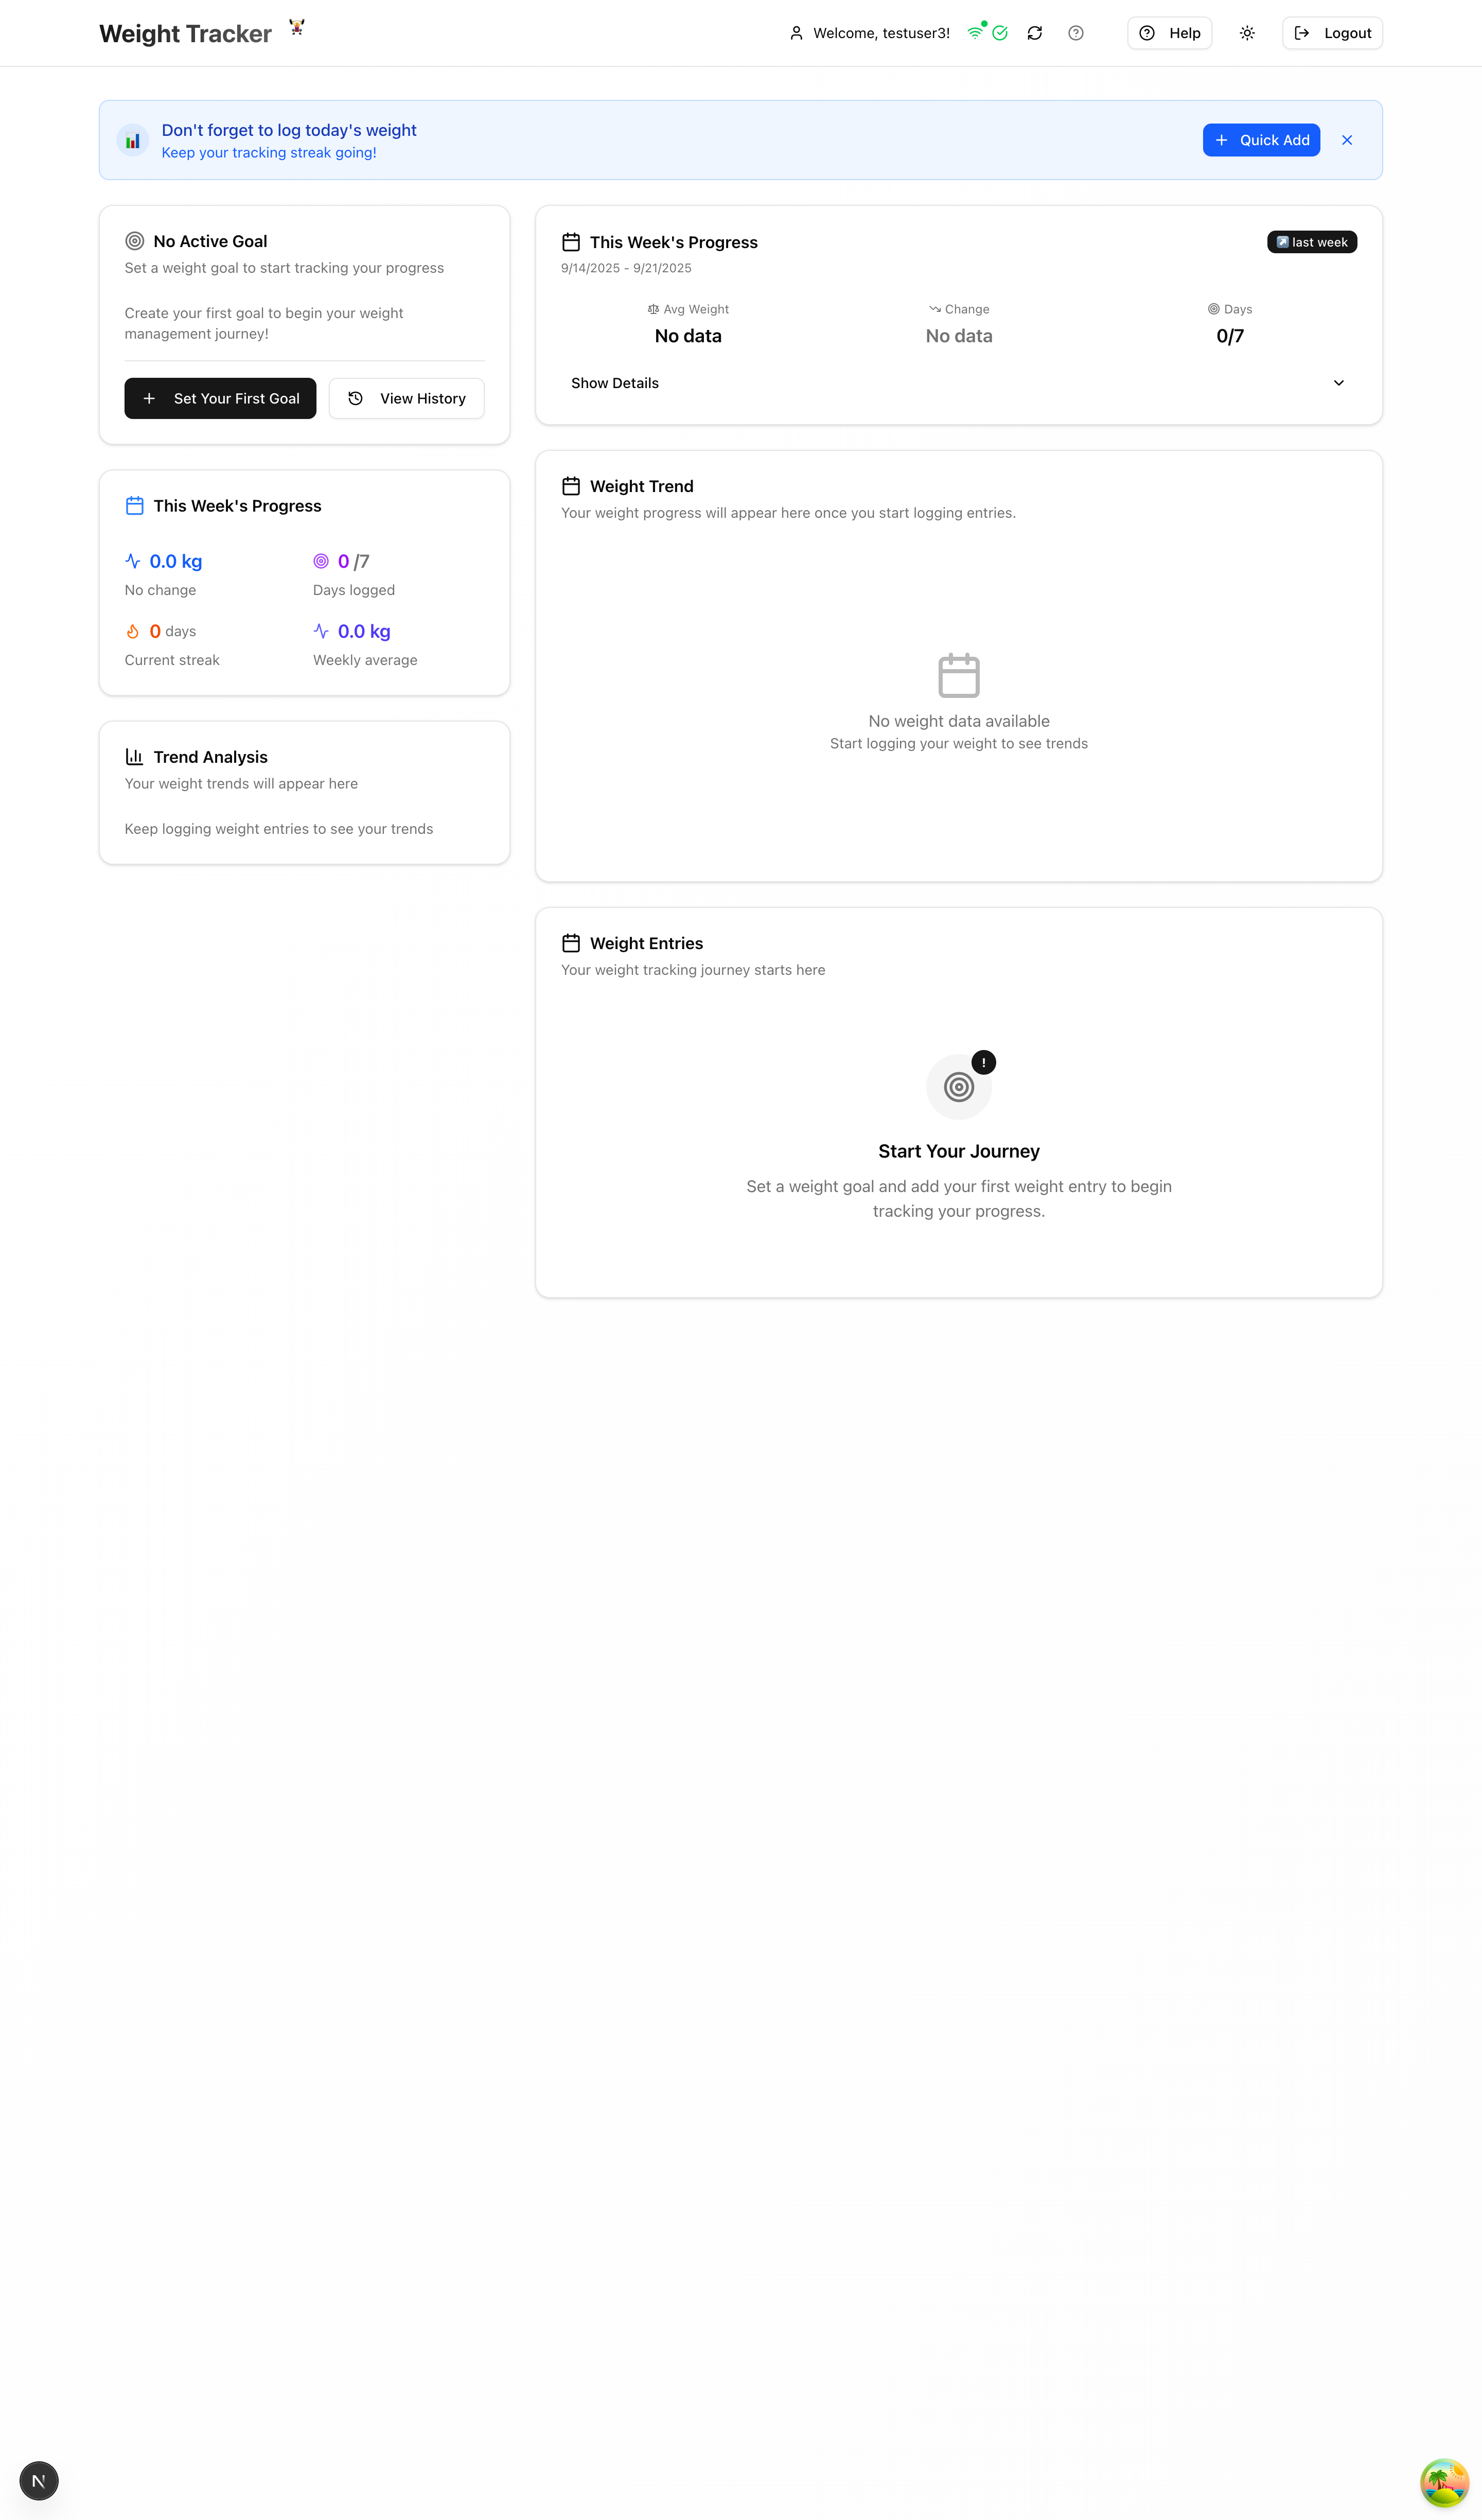 Weight Tracker
Welcome, testuser3!
Help
Logout
Don't forget to log today's weight
Keep your tracking streak going!
Quick Add
No Active Goal
Set a weight goal to start tracking your progress
Create your first goal to begin your weight
management journey!
Set Your First Goal
View History
This Week's Progress
0.0 kg
No change
0 /7
Days logged
0 days
Current streak
0.0 kg
Weekly average
Trend Analysis
Your weight trends will appear here
Keep logging weight entries to see your trends
This Week's Progress
last week
9/14/2025 - 9/21/2025
Avg Weight
No data
Change
No data
Days
0/7
Show Details
Weight Trend
Your weight progress will appear here once you start logging entries.
No weight data available
Start logging your weight to see trends
Weight Entries
Your weight tracking journey starts here
!
Start Your Journey
Set a weight goal and add your first weight entry to begin
tracking your progress.
N